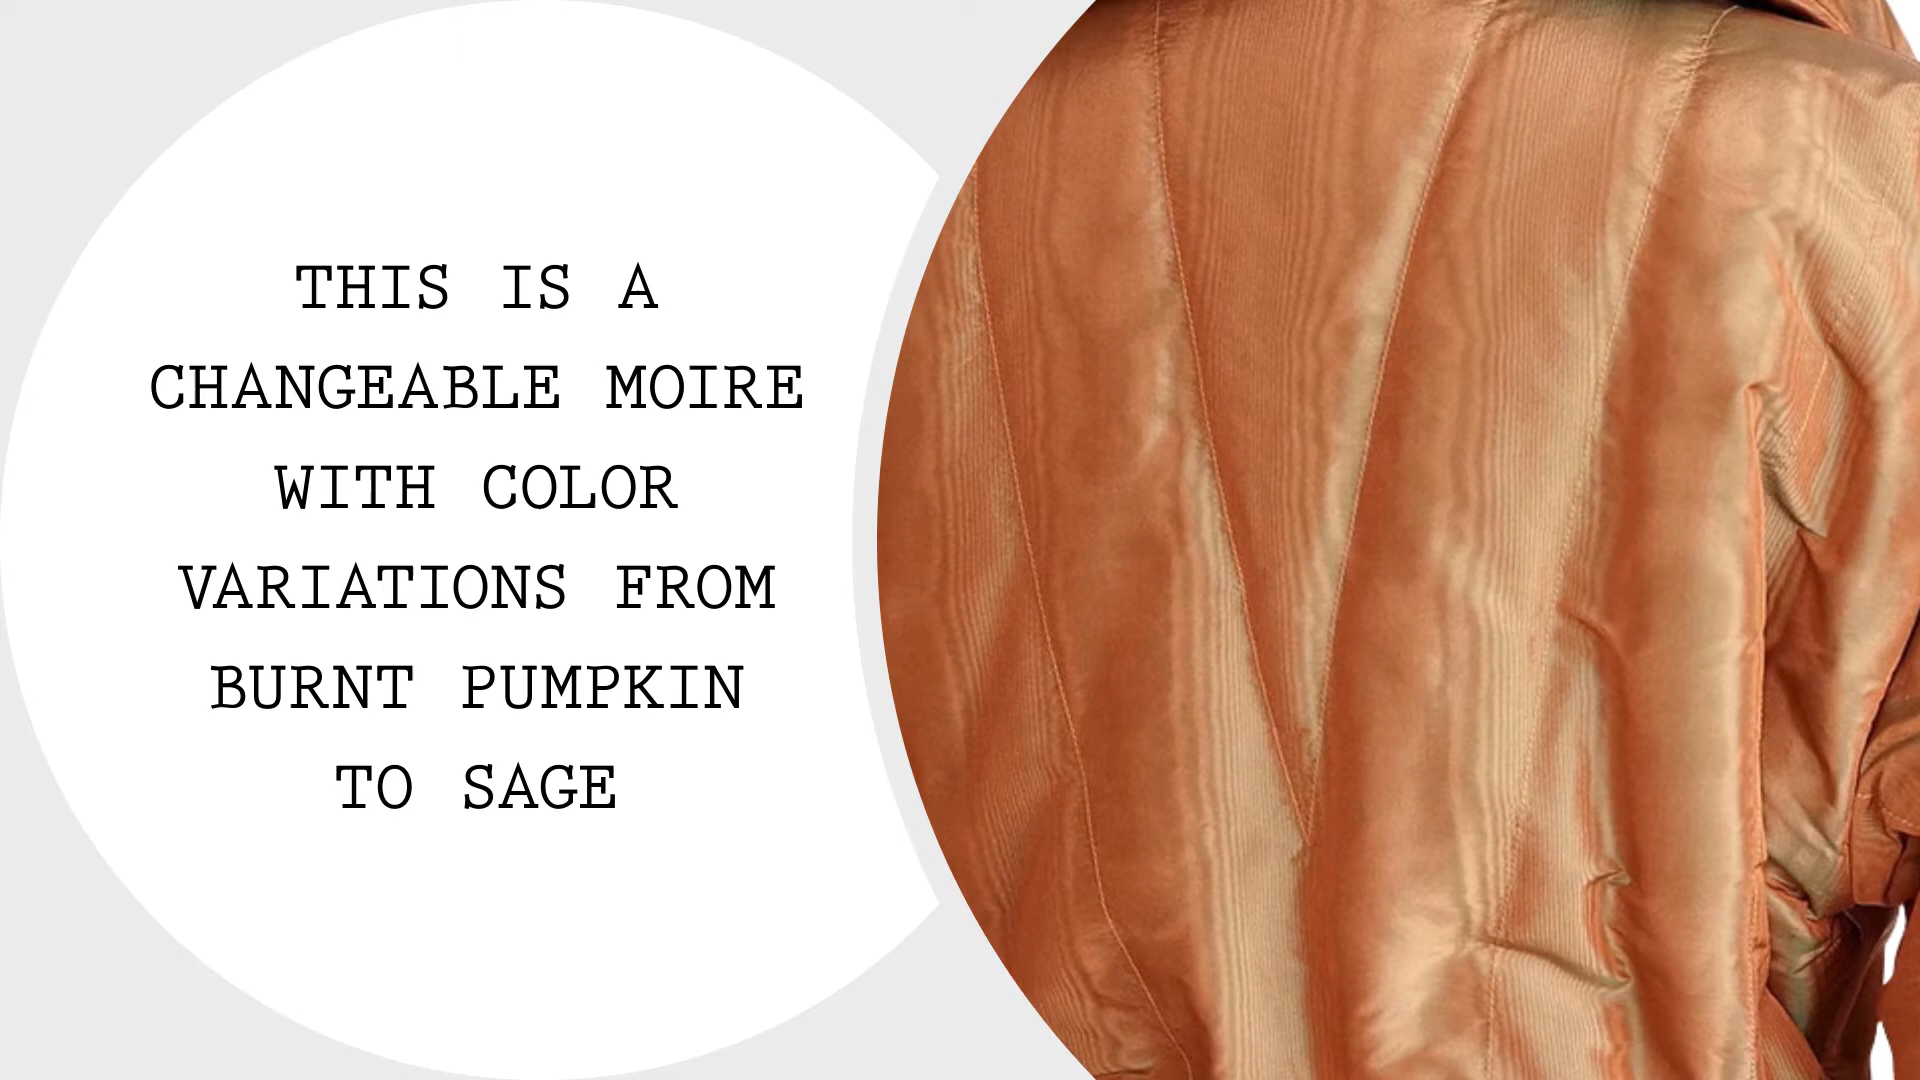 THIS IS A
CHANGEABLE MOIRE
WITH COLOR
VARIATIONS FROM
BURNT PUMPKIN
TO SAGE